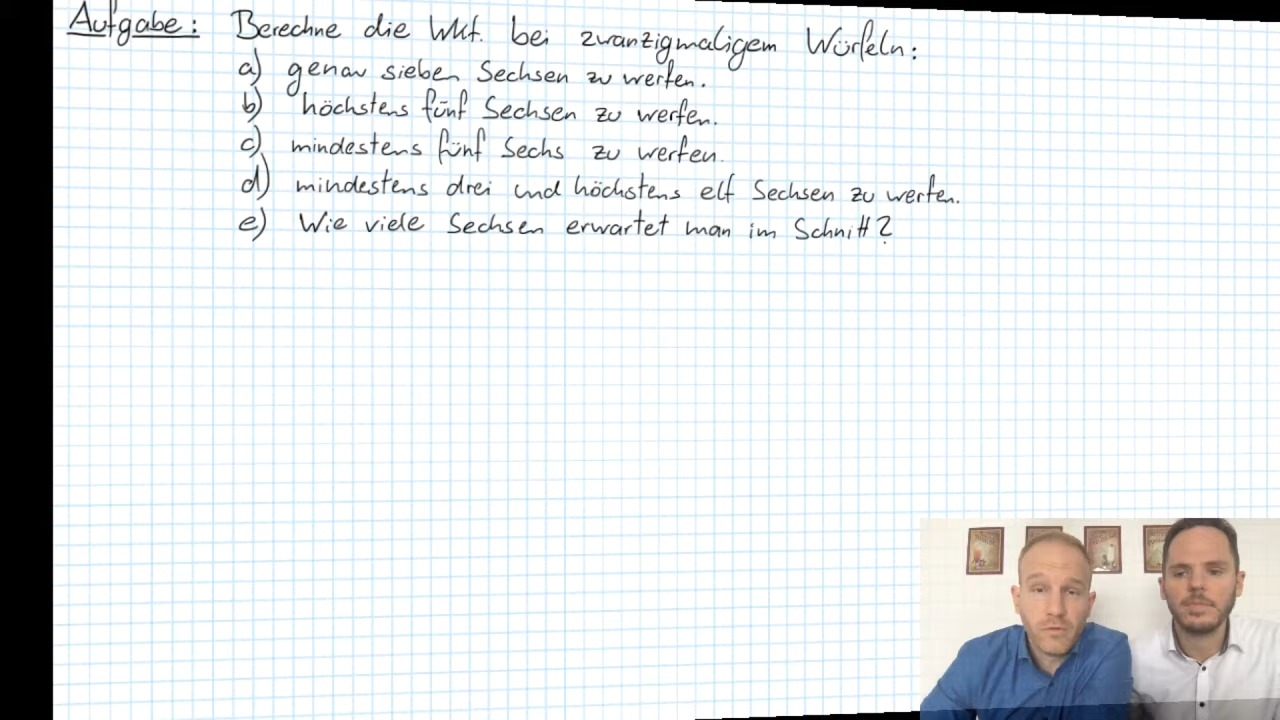 Aufgabe: Berechne die Wkt. bei zwanzigmaligem Würfeln:
a) genau sieben Sechsen zu werfen.
b) höchstens fünf Sechsen zu werfen.
c) mindestens fünf Sechs zu werfen.
d) mindestens drei und höchstens elf Sechsen zu werfen.
e) Wie viele Sechsen erwartet man im Schnitt?